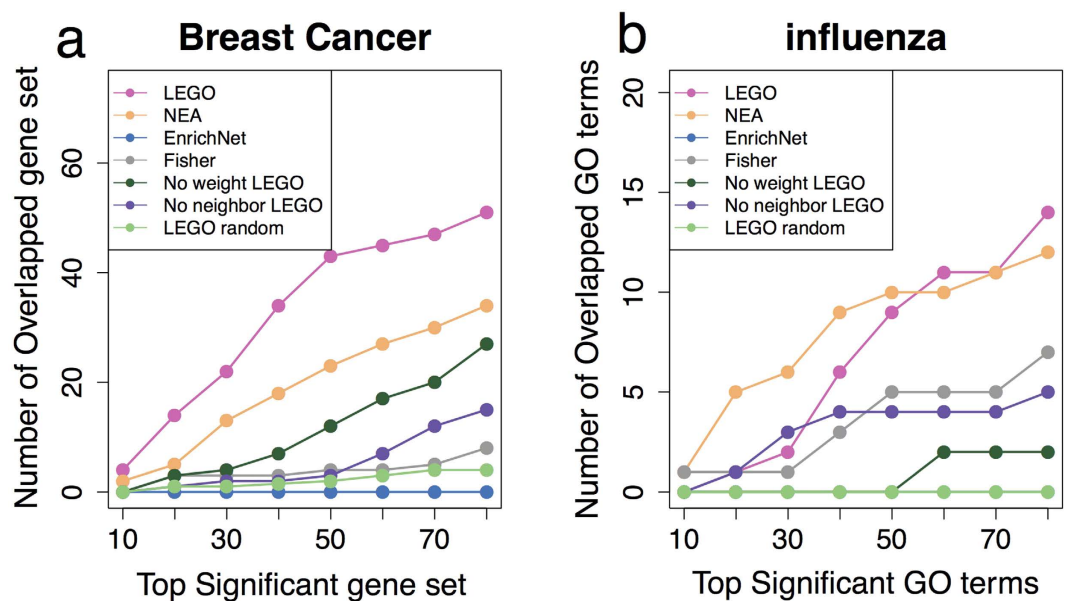 a
Breast Cancer
Number of Overlapped gene set
LEGO
NEA
EnrichNet
Fisher
No weight LEGO
No neighbor LEGO
LEGO random
60
40
20
0
10
30
50
70
Top Significant gene set
b
influenza
Number of Overlapped GO terms
LEGO
NEA
EnrichNet
Fisher
No weight LEGO
No neighbor LEGO
LEGO random
20
15
10
5
0
10
30
50
70
Top Significant GO terms